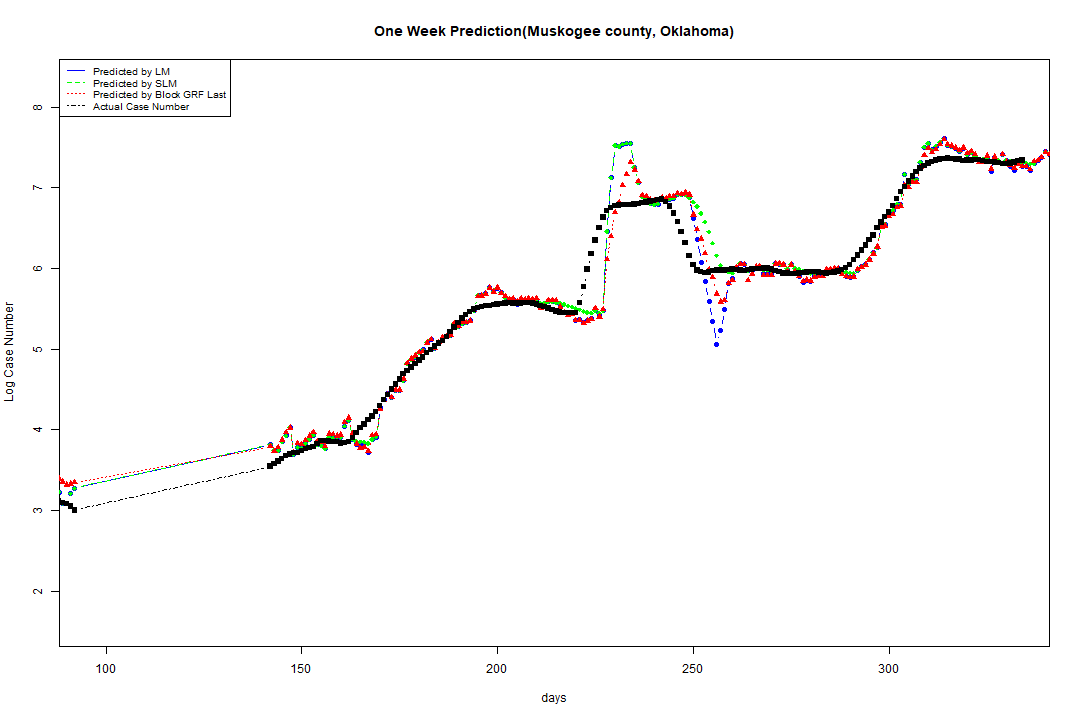 One Week Prediction(Muskogee county, Oklahoma)
Predicted by LM
Predicted by SLM
Predicted by Block GRF Last
Actual Case Number
8
7
6
5
4
3
2
Log Case Number
100 150 200 250 300
days